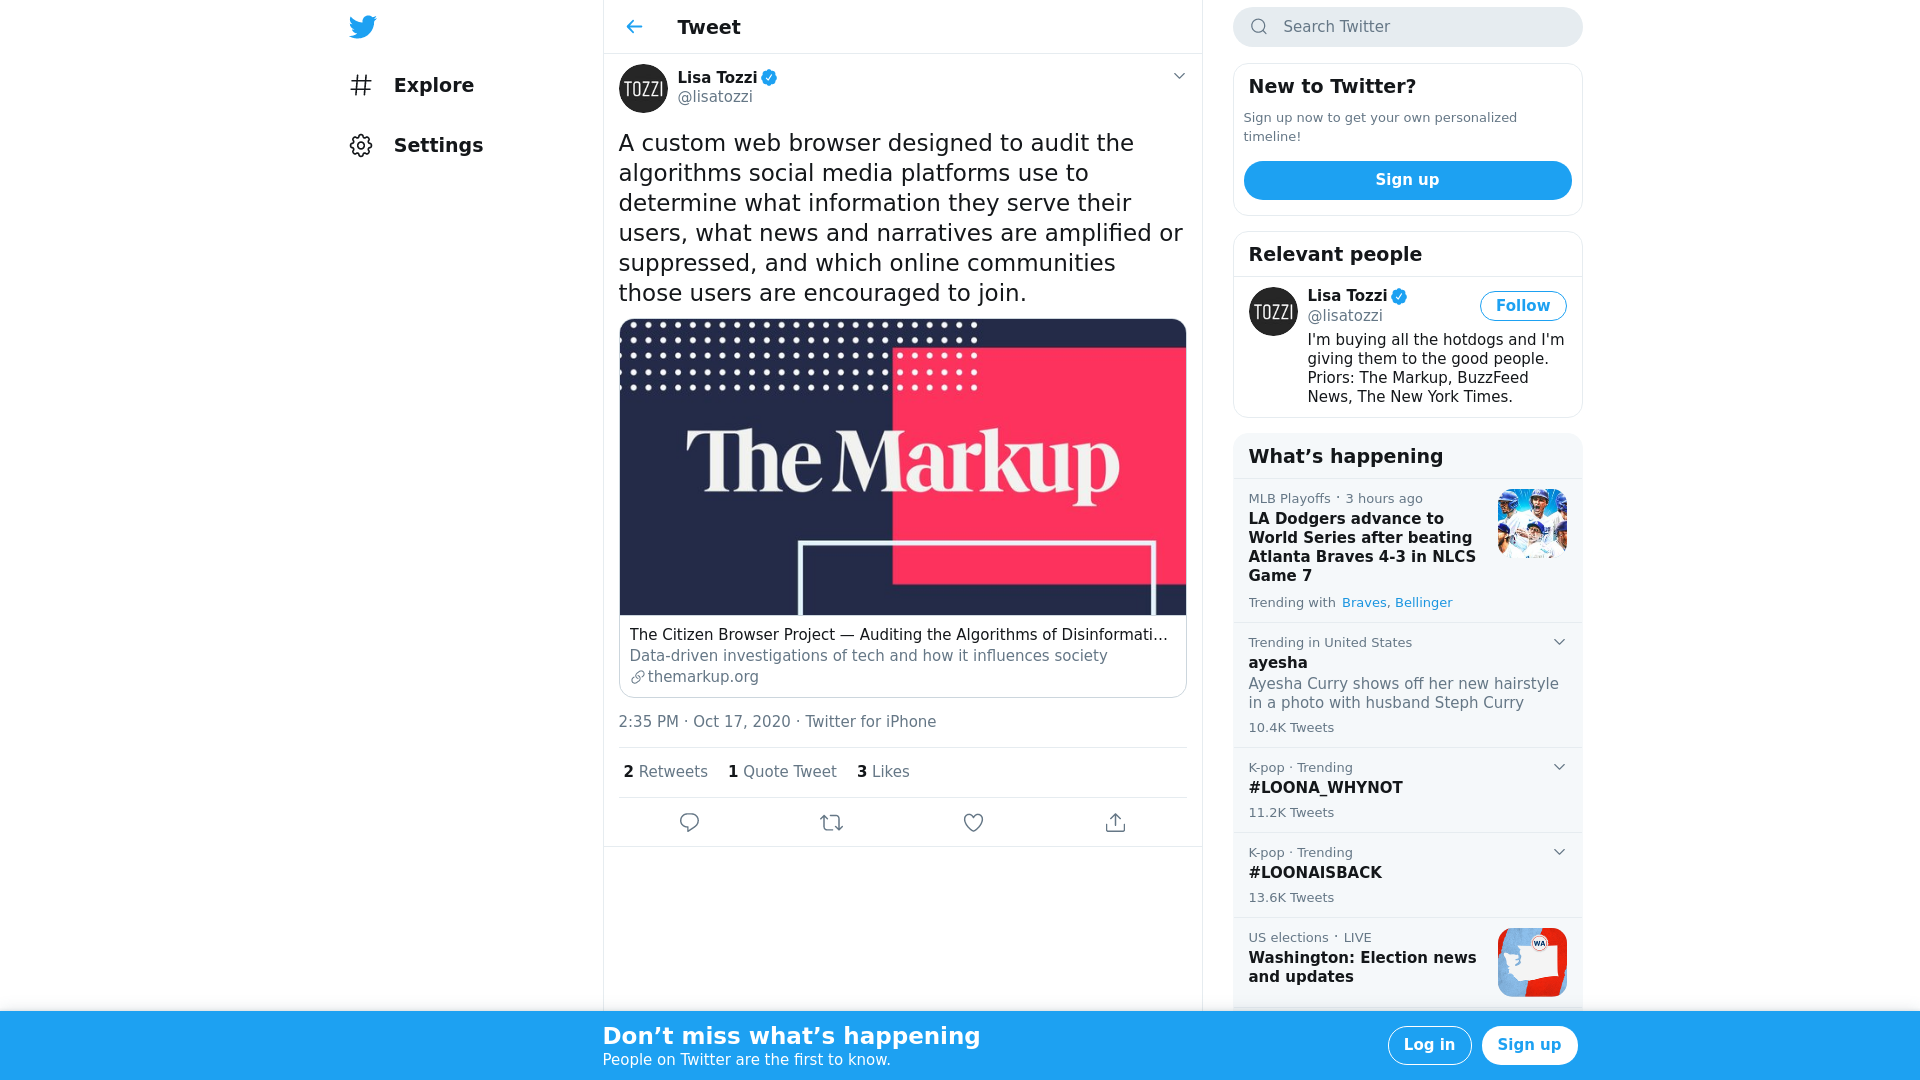 Explore
Settings
Tweet
TOZZI
Lisa Tozzi
@lisatozzi
A custom web browser designed to audit the
algorithms social media platforms use to
determine what information they serve their
users, what news and narratives are amplified or
suppressed, and which online communities
those users are encouraged to join.
The Markup
The Citizen Browser Project — Auditing the Algorithms of Disinformati…
Data-driven investigations of tech and how it influences society
themarkup.org
2:35 PM · Oct 17, 2020 · Twitter for iPhone
2 Retweets 1 Quote Tweet 3 Likes
Search Twitter
New to Twitter?
Sign up now to get your own personalized
timeline!
Sign up
Relevant people
TOZZI
Lisa Tozzi
@lisatozzi
Follow
I'm buying all the hotdogs and I'm
giving them to the good people.
Priors: The Markup, BuzzFeed
News, The New York Times.
What’s happening
MLB Playoffs · 3 hours ago
LA Dodgers advance to
World Series after beating
Atlanta Braves 4-3 in NLCS
Game 7
Trending with Braves, Bellinger
Trending in United States
ayesha
Ayesha Curry shows off her new hairstyle
in a photo with husband Steph Curry
10.4K Tweets
K-pop · Trending
#LOONA_WHYNOT
11.2K Tweets
K-pop · Trending
#LOONAISBACK
13.6K Tweets
US elections · LIVE
Washington: Election news
and updates
WA
Don’t miss what’s happening
People on Twitter are the first to know.
Log in
Sign up